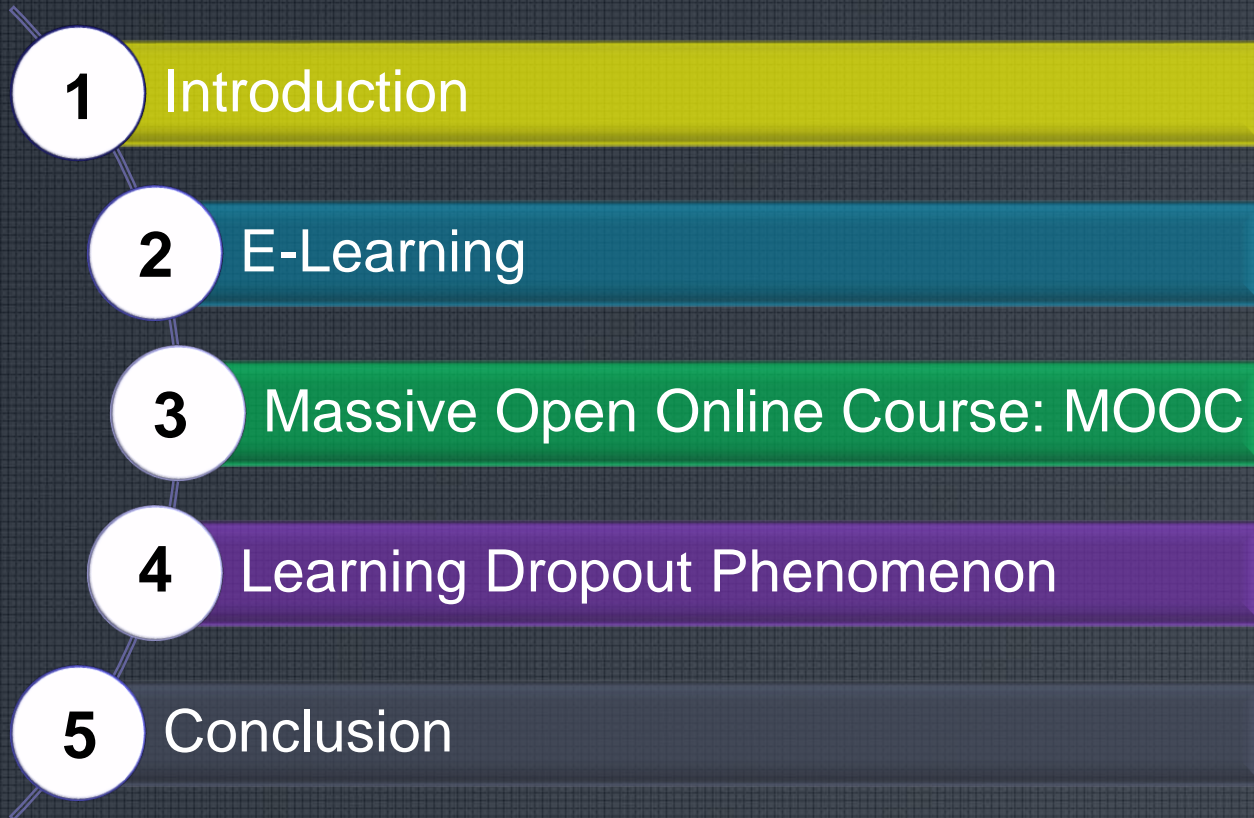 1 Introduction
2 E-Learning
3 Massive Open Online Course: MOOC
4 Learning Dropout Phenomenon
5 Conclusion